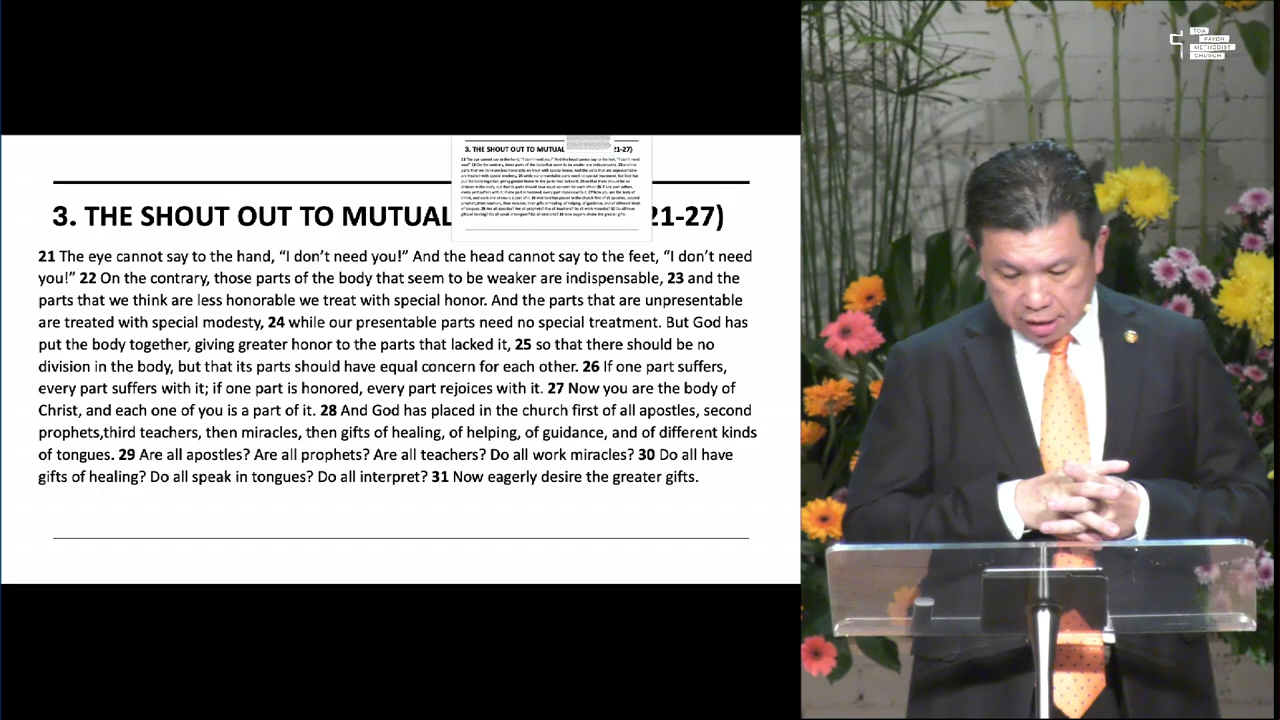 3. THE SHOUT OUT TO MUTUAL 21-27)
21 The eye cannot say to the hand, “I don’t need you!” And the head cannot say to the feet, “I don’t need
you!” 22 On the contrary, those parts of the body that seem to be weaker are indispensable, 23 and the
parts that we think are less honorable we treat with special honor. And the parts that are unpresentable
are treated with special modesty, 24 while our presentable parts need no special treatment. But God has
put the body together, giving greater honor to the parts that lacked it, 25 so that there should be no
division in the body, but that its parts should have equal concern for each other. 26 If one part suffers,
every part suffers with it; if one part is honored, every part rejoices with it. 27 Now you are the body of
Christ, and each one of you is a part of it. 28 And God has placed in the church first of all apostles, second
prophets,third teachers, then miracles, then gifts of healing, of helping, of guidance, and of different kinds
of tongues. 29 Are all apostles? Are all prophets? Are all teachers? Do all work miracles? 30 Do all have
gifts of healing? Do all speak in tongues? Do all interpret? 31 Now eagerly desire the greater gifts.
3. THE SHOUT OUT TO MUTUAL 21-27)
TOA
PAYOH
METHODIST
CHURCH